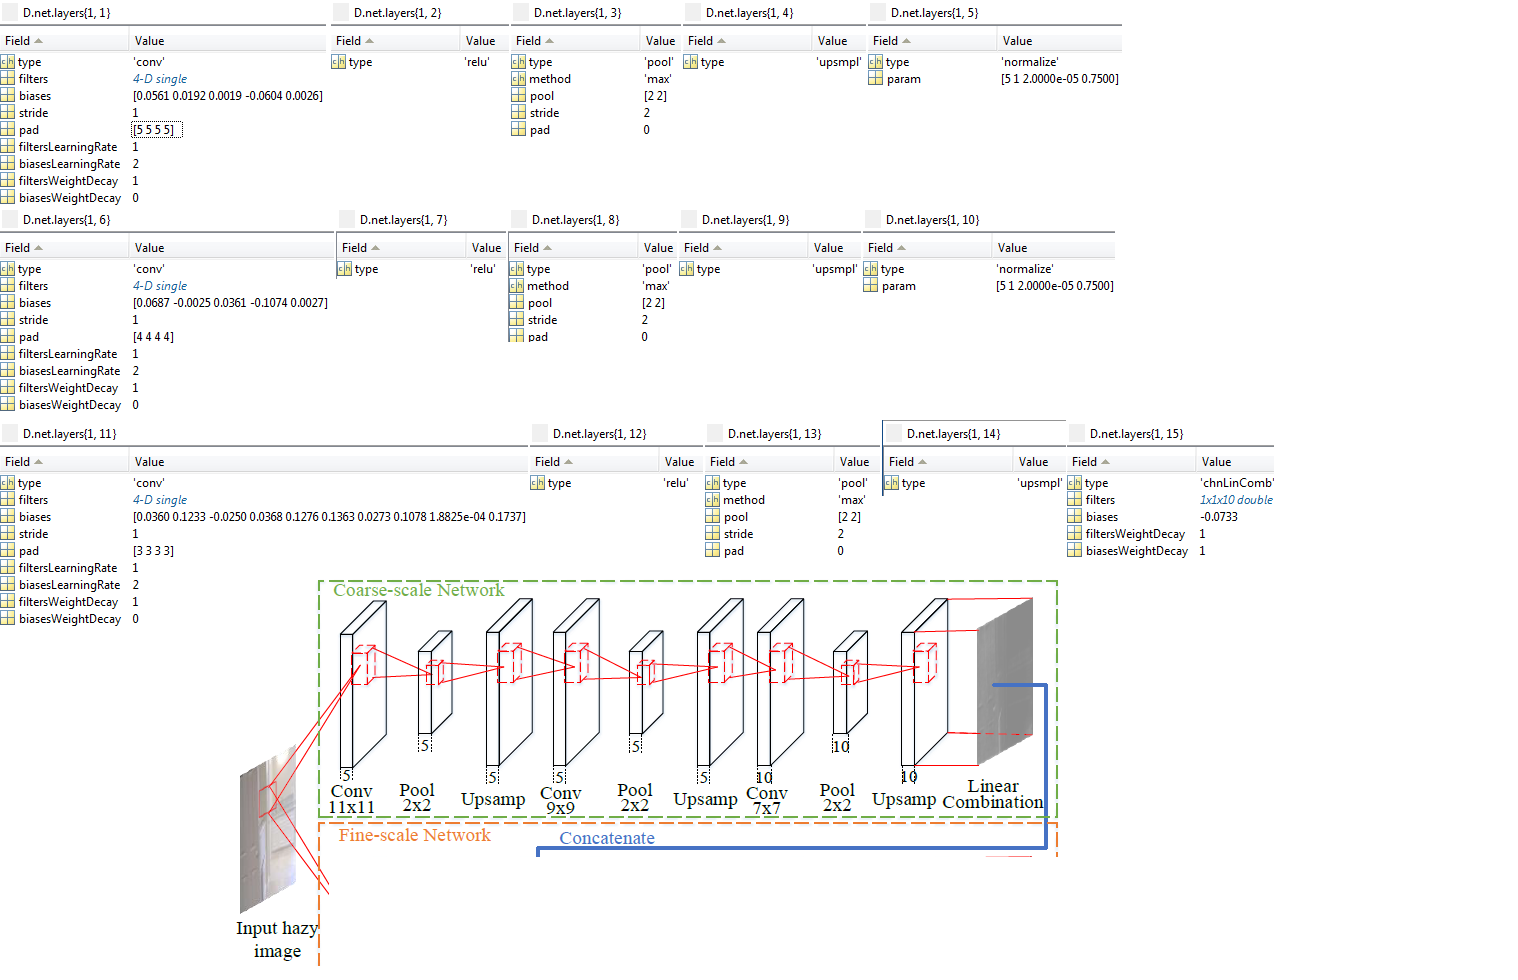 D.net.layers{1, 1}
Field Value
type 'conv'
filters 4-D single
biases [0.0561 0.0192 0.0019 -0.0604 0.0026]
stride 1
pad [5 5 5 5]
filtersLearningRate 1
biasesLearningRate 2
filtersWeightDecay 1
biasesWeightDecay 0
D.net.layers{1, 2}
Field Value
type 'relu'
D.net.layers{1, 3}
Field Value
type 'pool'
method 'max'
pool [2 2]
stride 2
pad 0
D.net.layers{1, 4}
Field Value
type 'upsmpl'
D.net.layers{1, 5}
Field Value
type 'normalize'
param [5 1 2.0000e-05 0.7500]
D.net.layers{1, 6}
Field Value
type 'conv'
filters 4-D single
biases [0.0687 -0.0025 0.0361 -0.1074 0.0027]
stride 1
pad [4 4 4 4]
filtersLearningRate 1
biasesLearningRate 2
filtersWeightDecay 1
biasesWeightDecay 0
D.net.layers{1, 7}
Field Value
type 'relu'
D.net.layers{1, 8}
Field Value
type 'pool'
method 'max'
pool [2 2]
stride 2
pad 0
D.net.layers{1, 9}
Field Value
type 'upsmpl'
D.net.layers{1, 10}
Field Value
type 'normalize'
param [5 1 2.0000e-05 0.7500]
D.net.layers{1, 11}
Field Value
type 'conv'
filters 4-D single
biases [0.0360 0.1233 -0.0250 0.0368 0.1276 0.1363 0.0273 0.1078 1.8825e-04 0.1737]
stride 1
pad [3 3 3 3]
filtersLearningRate 1
biasesLearningRate 2
filtersWeightDecay 1
biasesWeightDecay 0
D.net.layers{1, 12}
Field Value
type 'relu'
D.net.layers{1, 13}
Field Value
type 'pool'
method 'max'
pool [2 2]
stride 2
pad 0
D.net.layers{1, 14}
Field Value
type 'upsmpl'
D.net.layers{1, 15}
Field Value
type 'chnLinComb'
filters 1x1x10 double
biases -0.0733
filtersWeightDecay 1
biasesWeightDecay 1
Coarse-scale Network
5 5 5 5 5 5 10 10 10
Conv
11x11
Pool
2x2
Upsamp
Conv
9x9
Pool
2x2
Upsamp
Conv
7x7
Pool
2x2
Upsamp
Linear
Combination
Fine-scale Network
Concatenate
Input hazy
image